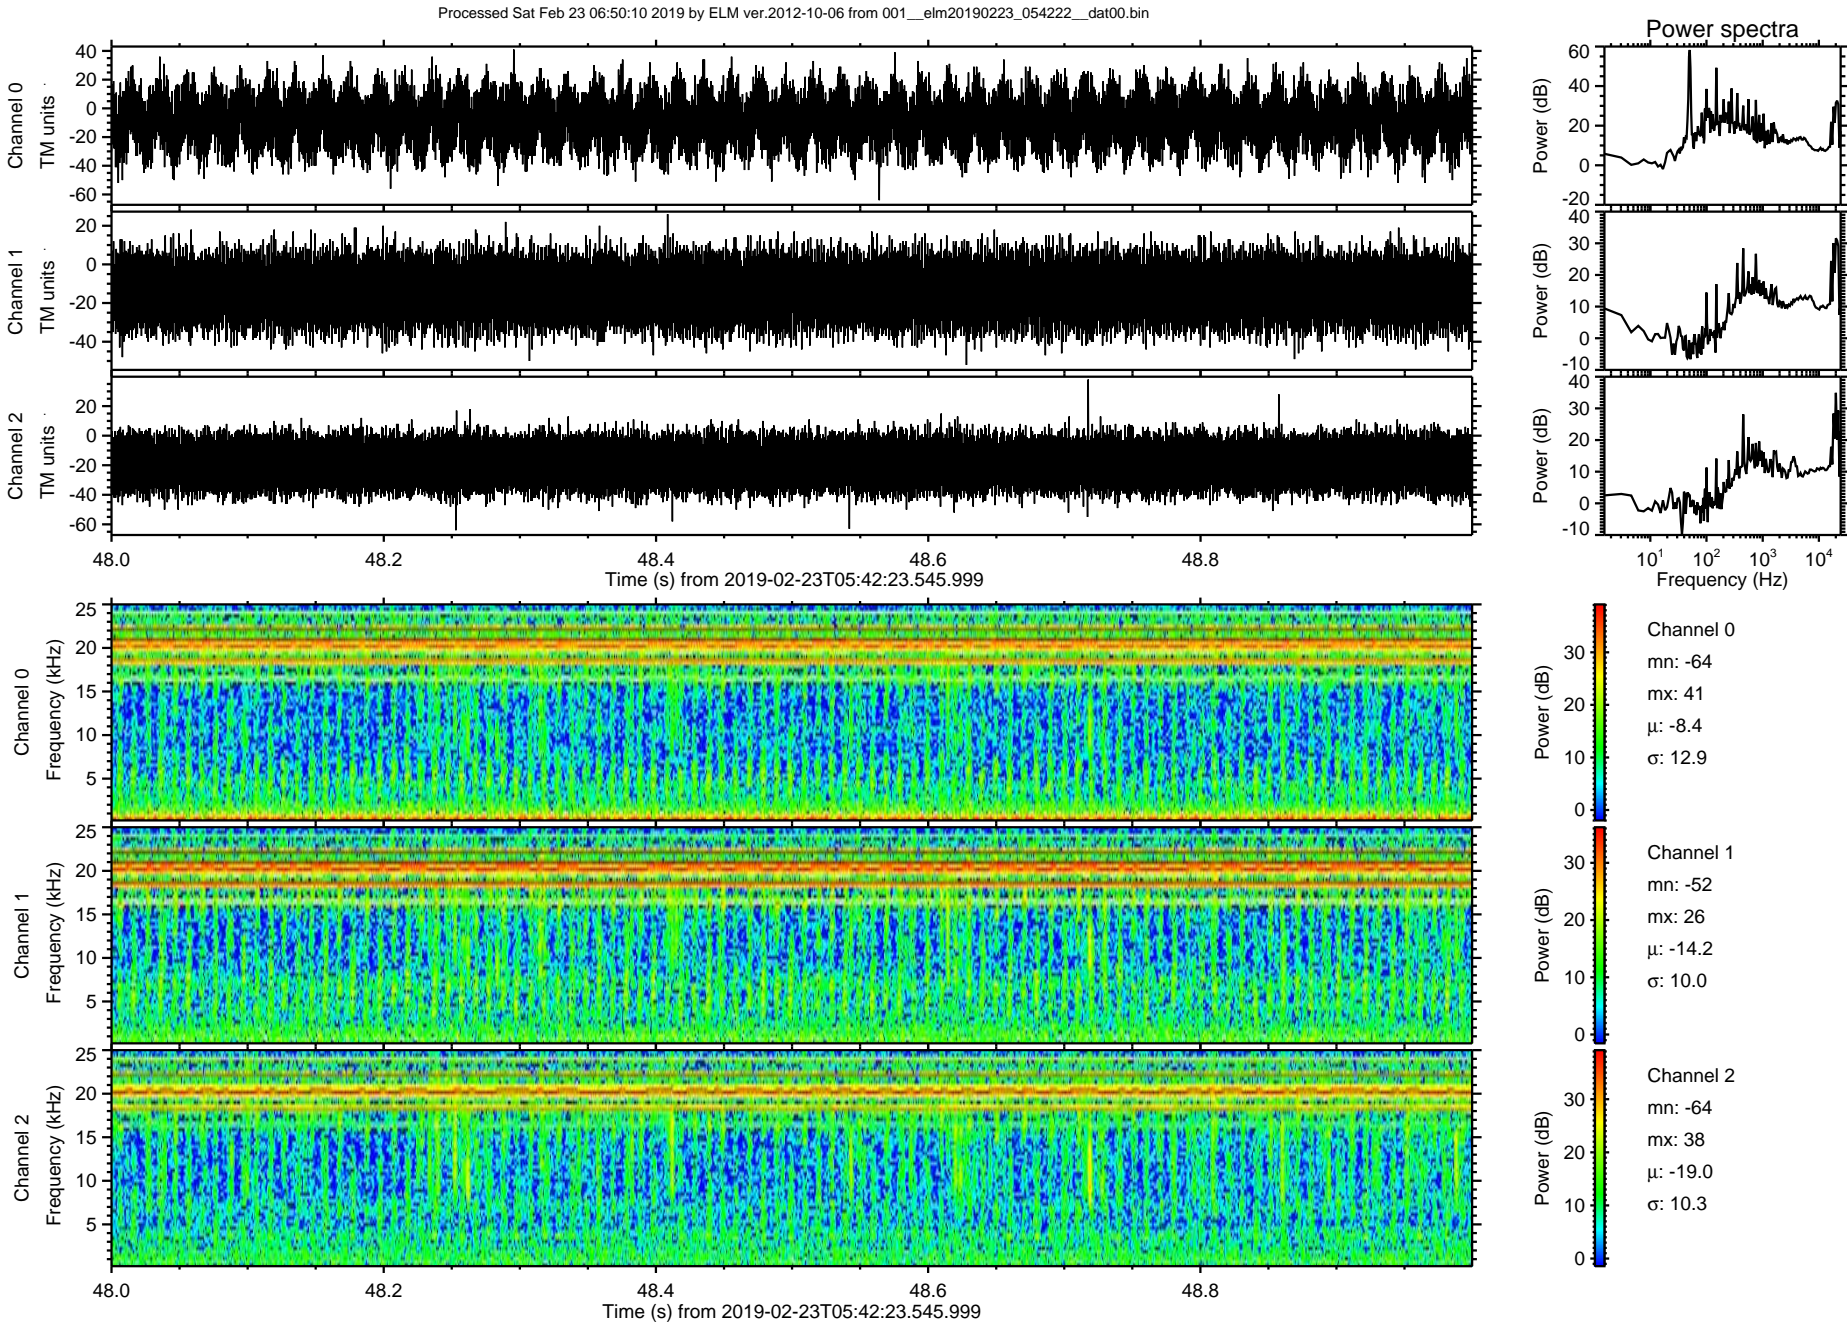 Processed Sat Feb 23 06:50:10 2019 by ELM ver.2012-10-06 from 001__elm20190223_054222__dat00.bin
Power spectra
Channel 0
TM units
40
20
0
-20
-40
-60
Power (dB)
60
40
20
0
-20
Channel 1
TM units
20
0
-20
-40
Power (dB)
40
30
20
10
0
-10
Channel 2
TM units
20
0
-20
-40
-60
Power (dB)
40
30
20
10
0
-10
48.0
48.2
48.4
48.6
48.8
Time (s) from 2019-02-23T05:42:23.545.999
10¹
10²
10³
10⁴
Frequency (Hz)
Channel 0
Frequency (kHz)
25
20
15
10
5
Power (dB)
30
20
10
0
Channel 0
mn: -64
mx: 41
μ: -8.4
σ: 12.9
Channel 1
Frequency (kHz)
25
20
15
10
5
Power (dB)
30
20
10
0
Channel 1
mn: -52
mx: 26
μ: -14.2
σ: 10.0
Channel 2
Frequency (kHz)
25
20
15
10
5
Power (dB)
30
20
10
0
Channel 2
mn: -64
mx: 38
μ: -19.0
σ: 10.3
48.0
48.2
48.4
48.6
48.8
Time (s) from 2019-02-23T05:42:23.545.999